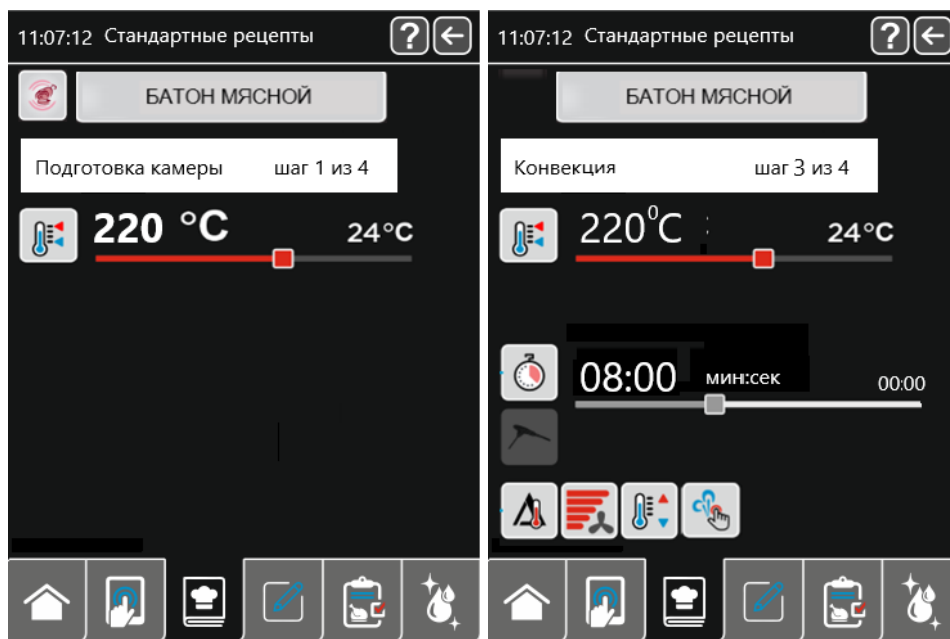 11:07:12 Стандартные рецепты ?
БАТОН МЯСНОЙ
Подготовка камеры шаг 1 из 4
220 °C 24°C
11:07:12 Стандартные рецепты ?
БАТОН МЯСНОЙ
Конвекция шаг 3 из 4
220⁰C : 24°C
08:00 мин:сек 00:00